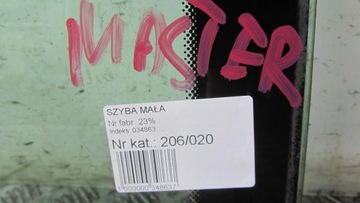 MASTER
SZYBA MAŁA
Nr fabr. 23%
Indeks: 034863
Nr kat.: 206/020